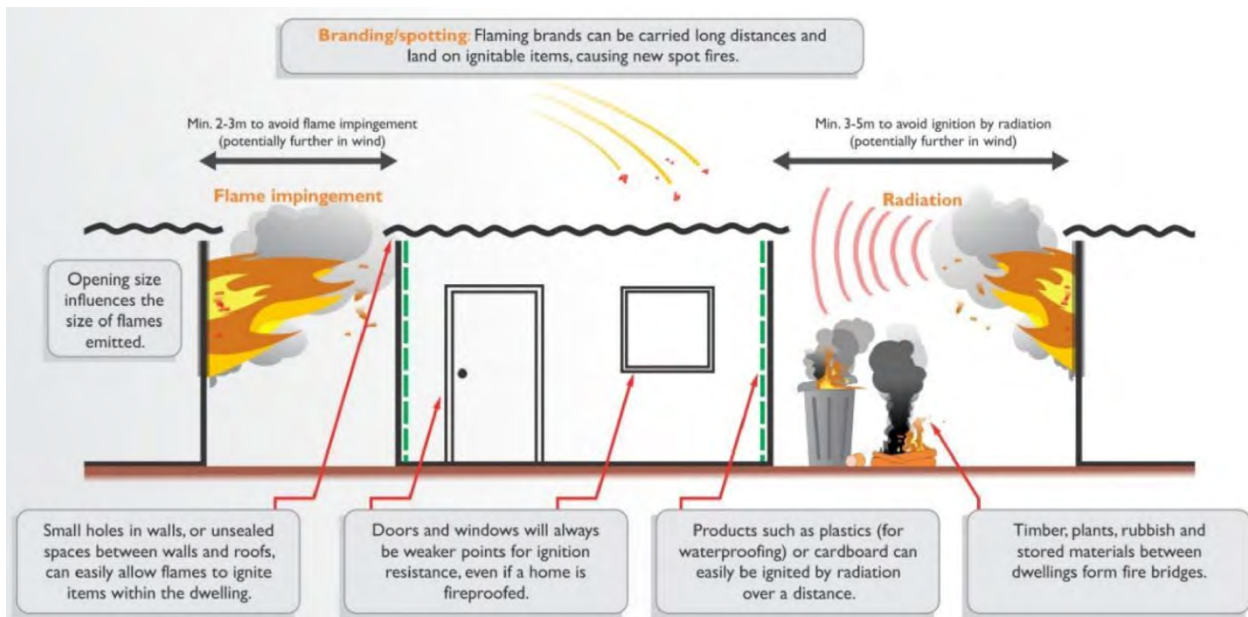 Branding/spotting: Flaming brands can be carried long distances and
land on ignitable items, causing new spot fires.
Min. 2-3m to avoid flame impingement
(potentially further in wind)
Min. 3-5m to avoid ignition by radiation
(potentially further in wind)
Flame impingement
Radiation
Opening size
influences the
size of flames
emitted.
Small holes in walls, or unsealed
spaces between walls and roofs,
can easily allow flames to ignite
items within the dwelling.
Doors and windows will always
be weaker points for ignition
resistance, even if a home is
fireproofed.
Products such as plastics (for
waterproofing) or cardboard can
easily be ignited by radiation
over a distance.
Timber, plants, rubbish and
stored materials between
dwellings form fire bridges.